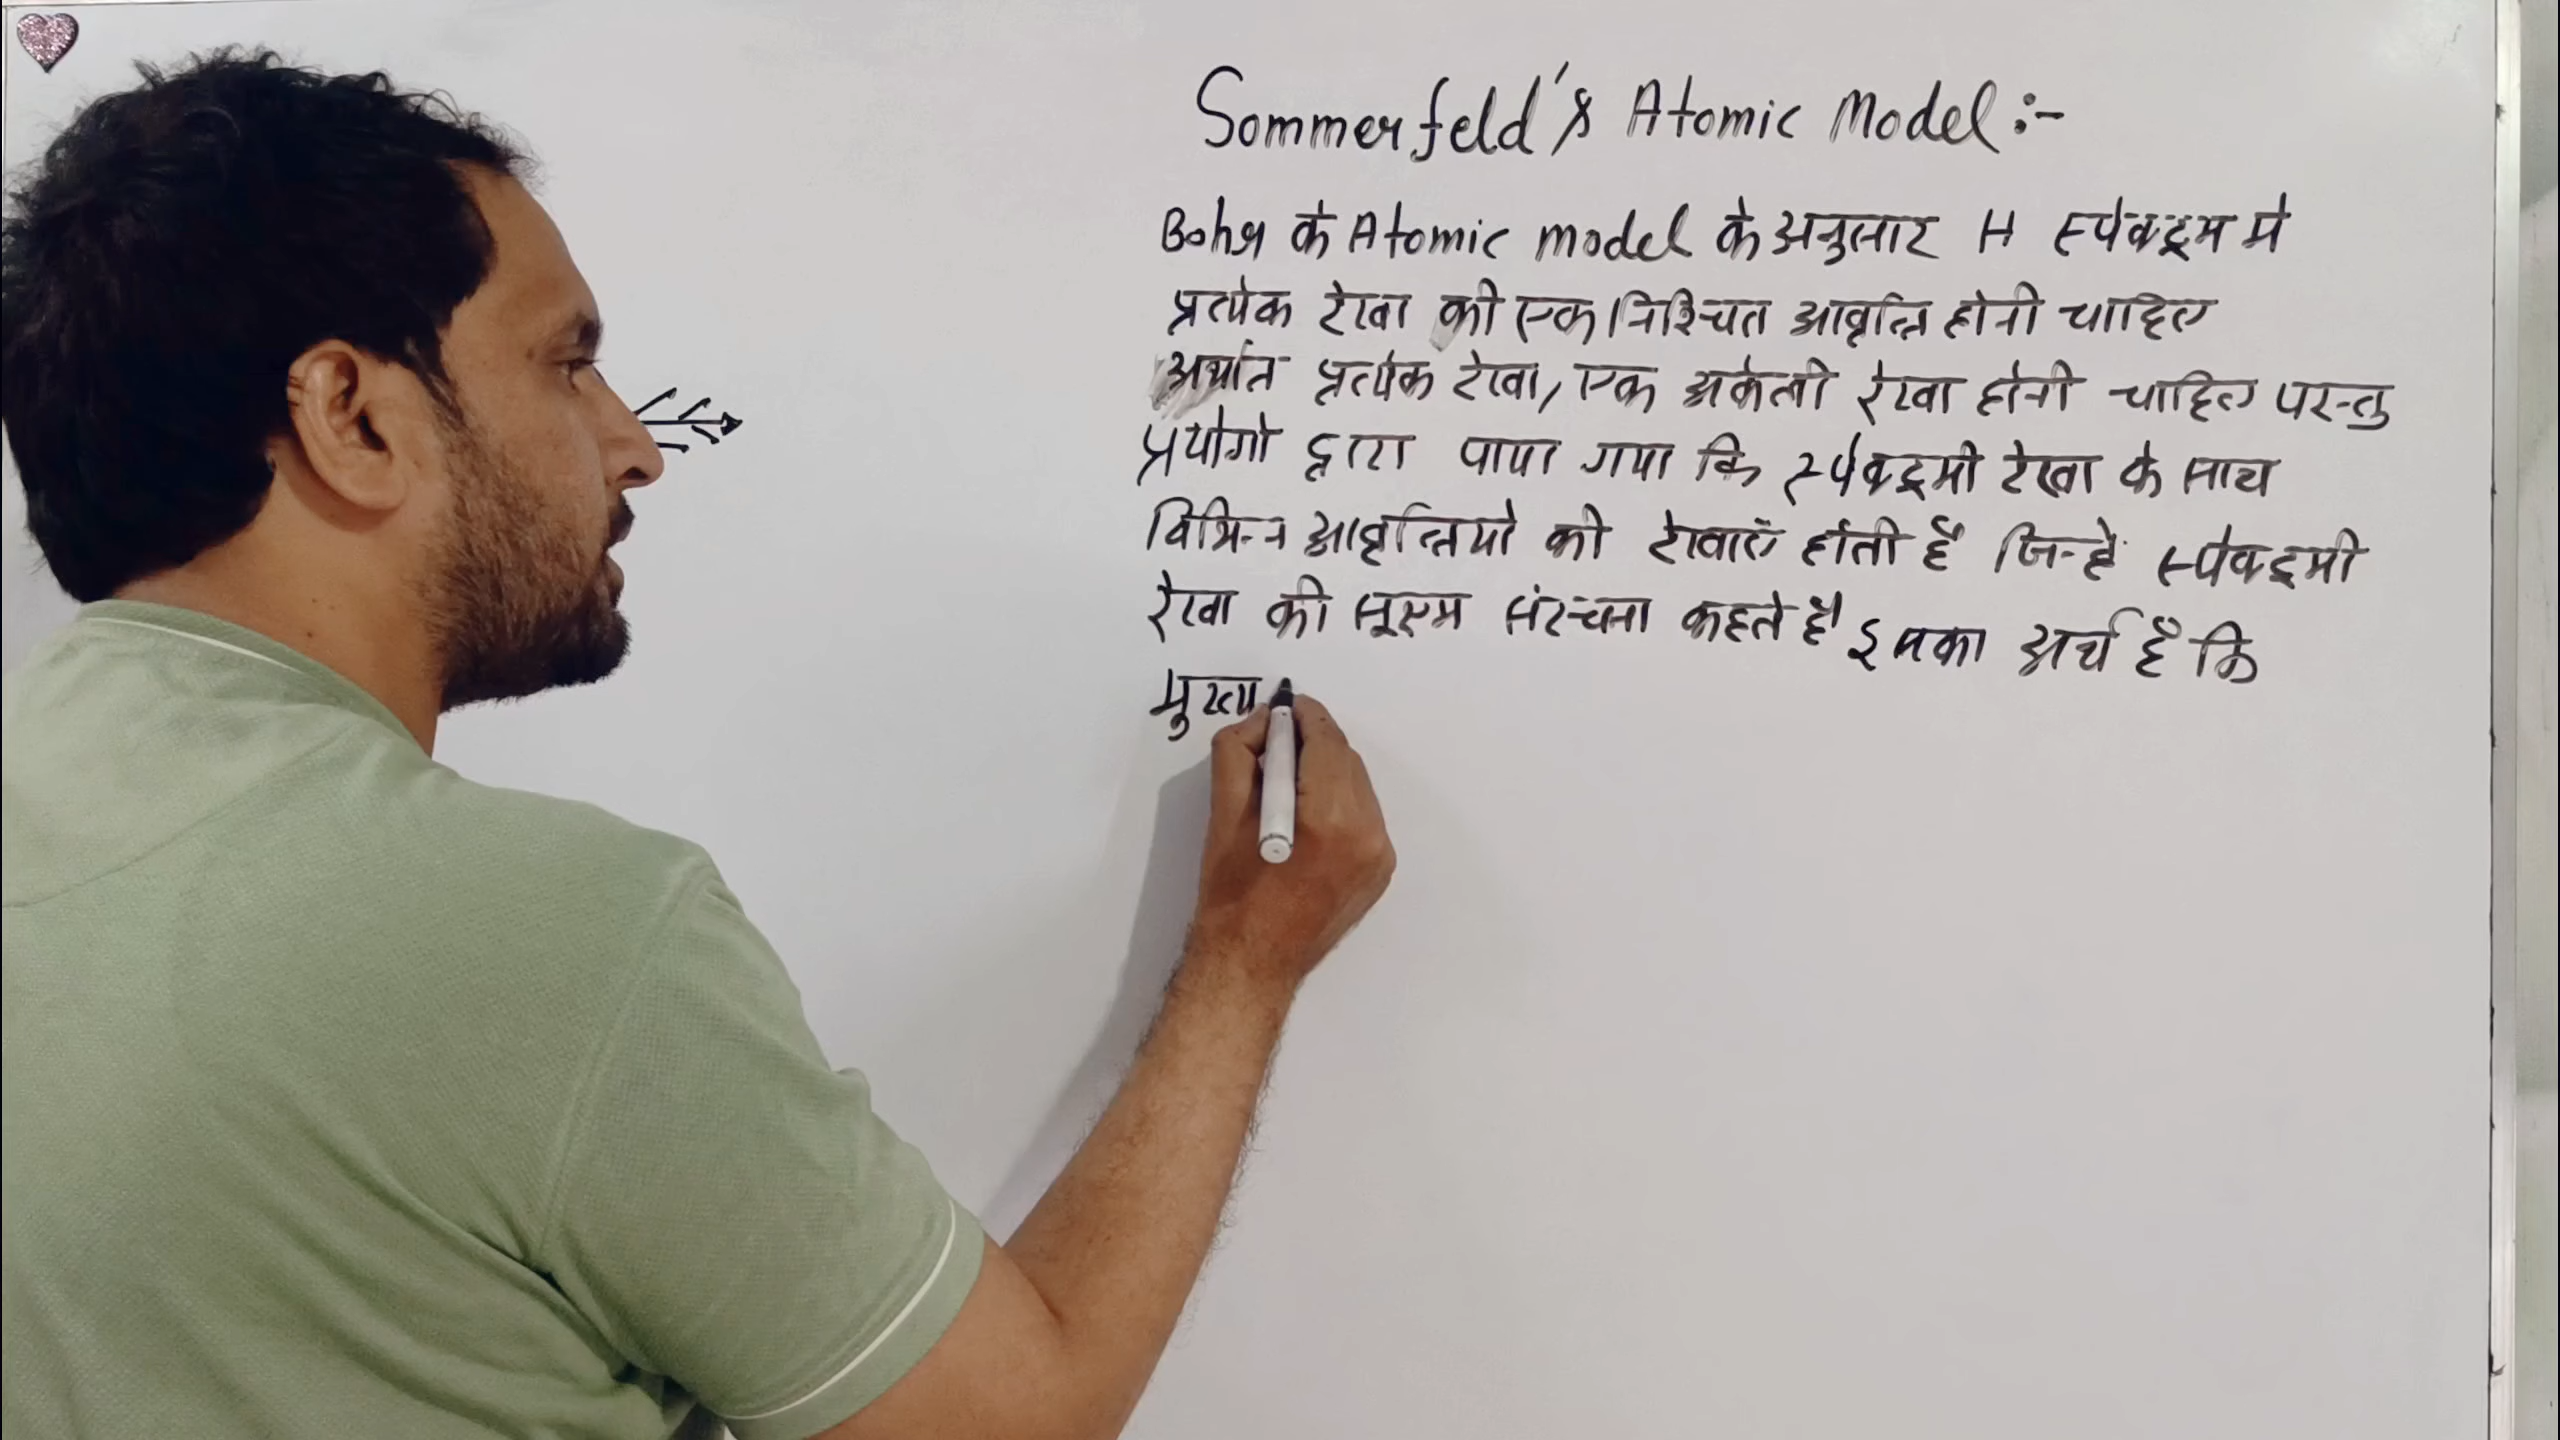 Sommerfeld's Atomic Model :-
Bohr के Atomic model के अनुसार H स्पेक्ट्रम मे
प्रत्येक रेखा की एक निश्चित आवृत्ति होनी चाहिए
अर्थात प्रत्येक रेखा, एक अकेली रेखा होनी चाहिए परन्तु
प्रयोगो द्वारा पाया गया कि स्पेक्ट्रमी रेखा के साथ
विभिन्न आवृत्तियो की रेखाएँ होती है जिन्हे स्पेक्ट्रमी
रेखा की सूक्ष्म संरचना कहते है इसका अर्थ है कि
मुख्य